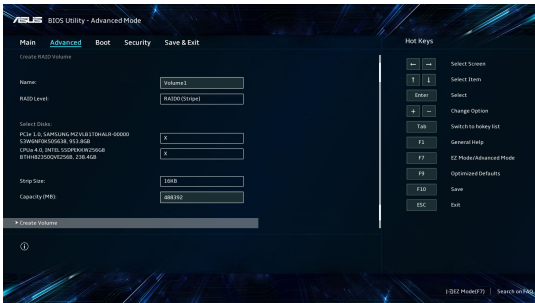 ASUS BIOS Utility - Advanced Mode
Main Advanced Boot Security Save & Exit
Hot Keys
Create RAID Volume
Name: Volume1
RAID Level: RAID0 (Stripe)
Select Disks:
PCIe 1.0, SAMSUNG MZVLB1T0HALR-00000
S3W6NF0K505638, 953.8GB X
CPUa 4.0, INTEL SSDPEKKW256G8
BTHH82350QVE256B, 238.4GB X
Strip Size: 16KB
Capacity (MB): 488392
Create Volume
← → Select Screen
↑ ↓ Select Item
Enter Select
+ − Change Option
Tab Switch to hokey list
F1 General Help
F7 EZ Mode/Advanced Mode
F9 Optimized Defaults
F10 Save
ESC Exit
EZ Mode(F7) | Search on FAQ